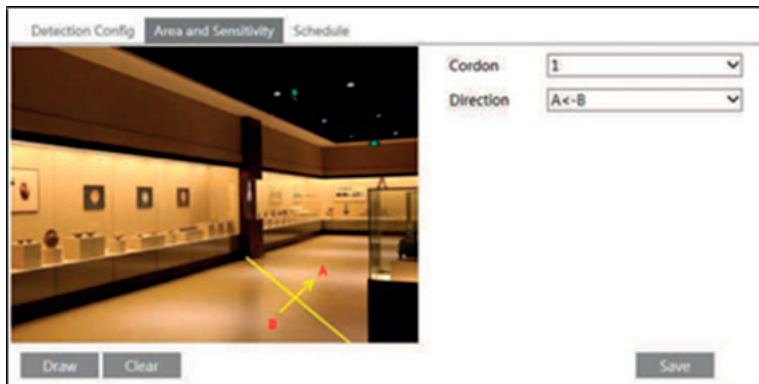 Detection Config Area and Sensitivity Schedule
Cordon 1
Direction A<-B
A
B
Draw Clear Save